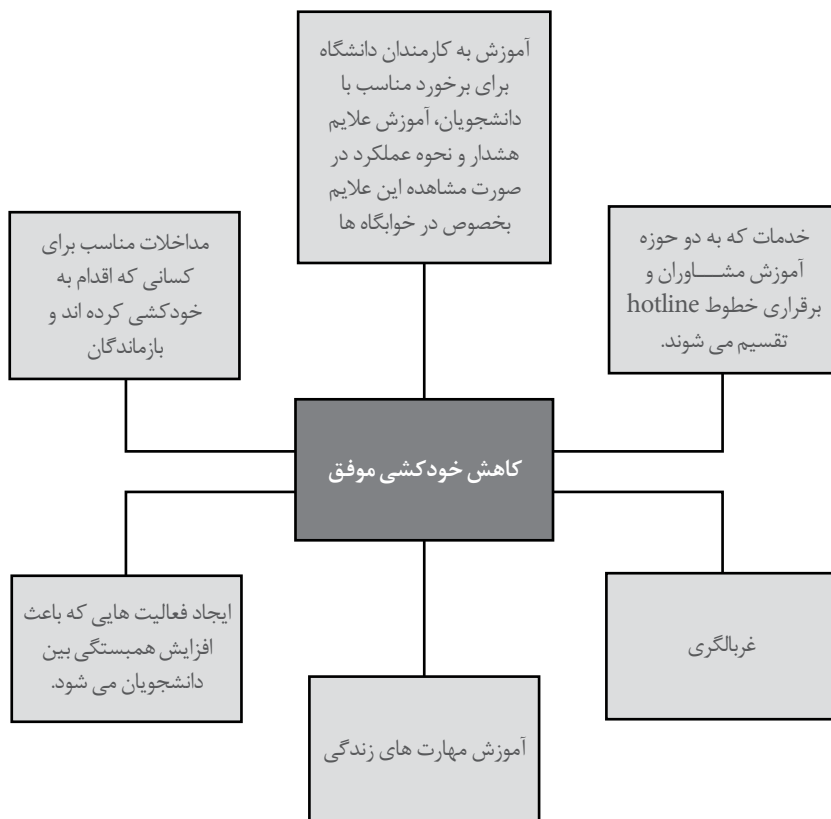 آموزش به کارمندان دانشگاه
برای برخورد مناسب با
دانشجویان، آموزش علایم
هشدار و نحوه عملکرد در
صورت مشاهده این علایم
بخصوص در خوابگاه ها
خدمات که به دو حوزه
آموزش مشـــاوران و
برقراری خطوط hotline
تقسیم می شوند.
مداخلات مناسب برای
کسانی که اقدام به
خودکشی کرده اند و
بازماندگان
کاهش خودکشی موفق
غربالگری
ایجاد فعالیت هایی که باعث
افزایش همبستگی بین
دانشجویان می شود.
آموزش مهارت های زندگی